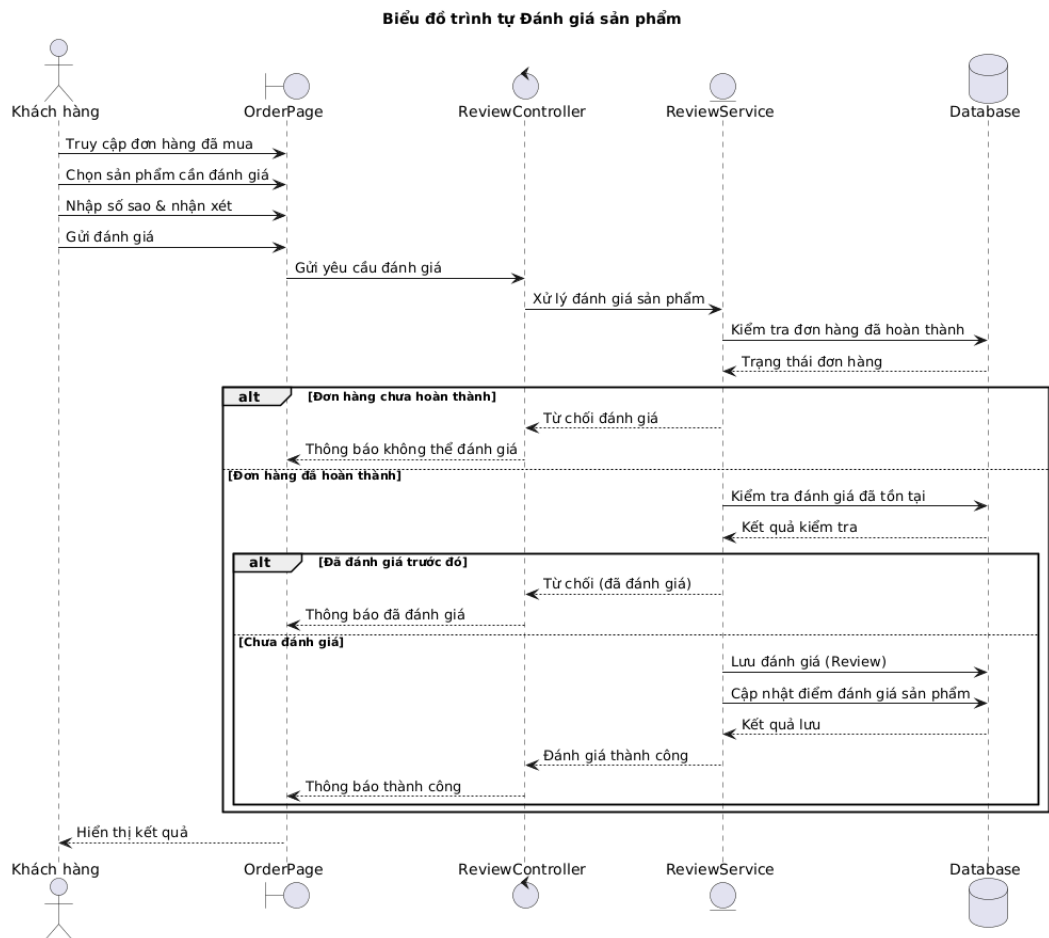 Biểu đồ trình tự Đánh giá sản phẩm
Khách hàng OrderPage ReviewController ReviewService Database
Truy cập đơn hàng đã mua
Chọn sản phẩm cần đánh giá
Nhập số sao & nhận xét
Gửi đánh giá
Gửi yêu cầu đánh giá
Xử lý đánh giá sản phẩm
Kiểm tra đơn hàng đã hoàn thành
Trạng thái đơn hàng
alt [Đơn hàng chưa hoàn thành]
Từ chối đánh giá
Thông báo không thể đánh giá
[Đơn hàng đã hoàn thành]
Kiểm tra đánh giá đã tồn tại
Kết quả kiểm tra
alt [Đã đánh giá trước đó]
Từ chối (đã đánh giá)
Thông báo đã đánh giá
[Chưa đánh giá]
Lưu đánh giá (Review)
Cập nhật điểm đánh giá sản phẩm
Kết quả lưu
Đánh giá thành công
Thông báo thành công
Hiển thị kết quả
Khách hàng OrderPage ReviewController ReviewService Database